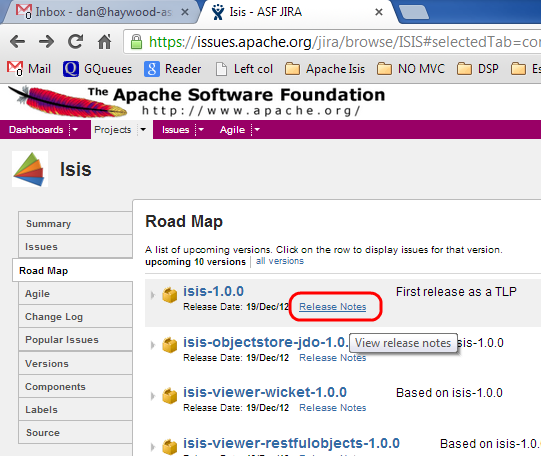 Inbox - dan@haywood-as
Isis - ASF JIRA
https://issues.apache.org/jira/browse/ISIS#selectedTab=co
Mail GQueues Reader Left col Apache Isis NO MVC DSP Es
The Apache Software Foundation
http://www.apache.org/
Dashboards Projects Issues Agile
Isis
Summary
Issues
Road Map
Agile
Change Log
Popular Issues
Versions
Components
Labels
Source
Road Map
A list of upcoming versions. Click on the row to display issues for that version.
upcoming 10 versions | all versions
isis-1.0.0 First release as a TLP
Release Date: 19/Dec/12 Release Notes
isis-objectstore-jdo-1.0. isis-1.0.0
View release notes
Release Date: 19/Dec/12 Release Notes
isis-viewer-wicket-1.0.0 Based on isis-1.0.0
Release Date: 19/Dec/12 Release Notes
isis-viewer-restfulobjects-1.0.0 Based on isis-1.0.0